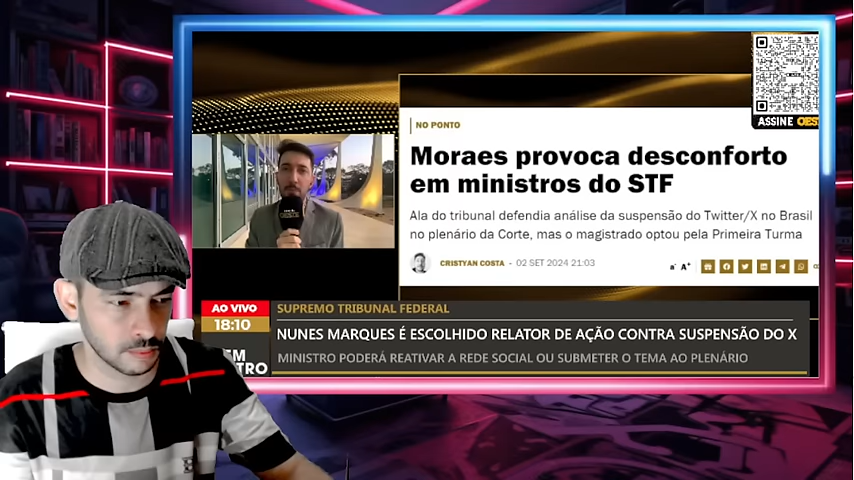 ASSINE OEST
NO PONTO
Moraes provoca desconforto
em ministros do STF
Ala do tribunal defendia análise da suspensão do Twitter/X no Brasil
no plenário da Corte, mas o magistrado optou pela Primeira Turma
CRISTYAN COSTA - 02 SET 2024 21:03
A- A+
AO VIVO
18:10
SUPREMO TRIBUNAL FEDERAL
NUNES MARQUES É ESCOLHIDO RELATOR DE AÇÃO CONTRA SUSPENSÃO DO X
MINISTRO PODERÁ REATIVAR A REDE SOCIAL OU SUBMETER O TEMA AO PLENÁRIO
EM
TRO